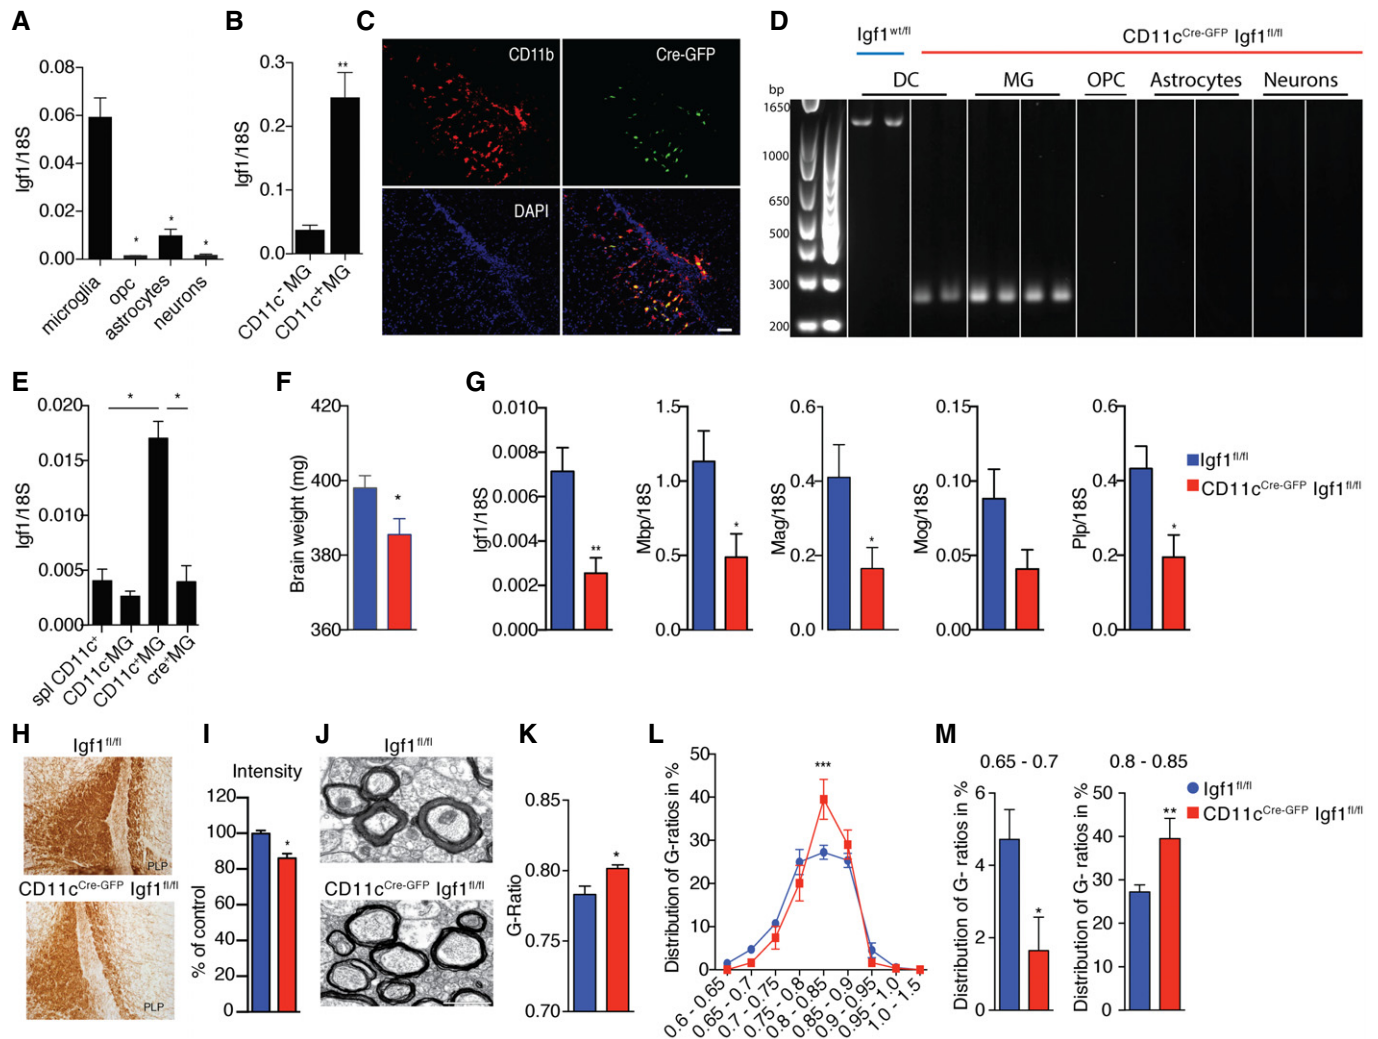 A
Igf1/18S
0.08
0.06
0.04
0.02
0.00
*
*
*
microglia
opc
astrocytes
neurons
B
Igf1/18S
0.3
0.2
0.1
0.0
**
CD11c⁻MG
CD11c⁺MG
C
CD11b
Cre-GFP
DAPI
D
Igf1wt/fl
CD11cCre-GFP Igf1fl/fl
DC
MG
OPC
Astrocytes
Neurons
bp
1650
1000
650
500
400
300
200
E
Igf1/18S
0.020
0.015
0.010
0.005
0.000
*
*
spl CD11c⁺
CD11c⁻MG
CD11c⁺MG
cre⁺MG
F
Brain weight (mg)
420
400
380
360
*
G
Igf1/18S
0.010
0.008
0.006
0.004
0.002
0.000
**
Mbp/18S
1.5
1.0
0.5
0.0
*
Mag/18S
0.6
0.4
0.2
0.0
*
Mog/18S
0.15
0.10
0.05
0.00
Plp/18S
0.6
0.4
0.2
0.0
*
Igf1fl/fl
CD11cCre-GFP Igf1fl/fl
H
Igf1fl/fl
PLP
CD11cCre-GFP Igf1fl/fl
PLP
I
Intensity
% of control
120
100
80
60
40
20
0
*
J
Igf1fl/fl
CD11cCre-GFP Igf1fl/fl
K
G-Ratio
0.85
0.80
0.75
0.70
*
L
Distribution of G-ratios in %
50
40
30
20
10
0
***
0.6 - 0.65
0.65 - 0.7
0.7 - 0.75
0.75 - 0.8
0.8 - 0.85
0.85 - 0.9
0.9 - 0.95
0.95 - 1.0
1.0 - 1.5
M
0.65 - 0.7
Distribution of G- ratios in %
6
4
2
0
*
0.8 - 0.85
Distribution of G- ratios in %
50
40
30
20
10
0
**
Igf1fl/fl
CD11cCre-GFP Igf1fl/fl